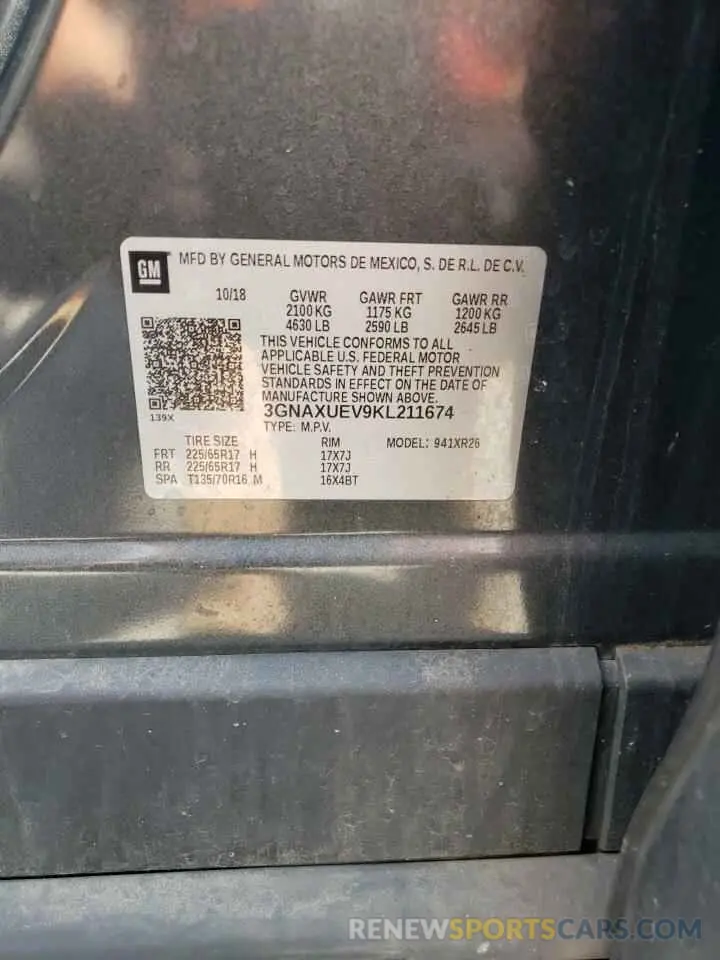 GM MFD BY GENERAL MOTORS DE MEXICO, S. DE R.L. DE C.V.
10/18 GVWR GAWR FRT GAWR RR
2100 KG 1175 KG 1200 KG
4630 LB 2590 LB 2645 LB
THIS VEHICLE CONFORMS TO ALL
APPLICABLE U.S. FEDERAL MOTOR
VEHICLE SAFETY AND THEFT PREVENTION
STANDARDS IN EFFECT ON THE DATE OF
MANUFACTURE SHOWN ABOVE.
139X 3GNAXUEV9KL211674
TYPE: M.P.V.
TIRE SIZE RIM MODEL: 941XR26
FRT 225/65R17 H 17X7J
RR 225/65R17 H 17X7J
SPA T135/70R16 M 16X4BT
RENEWSPORTSCARS.COM